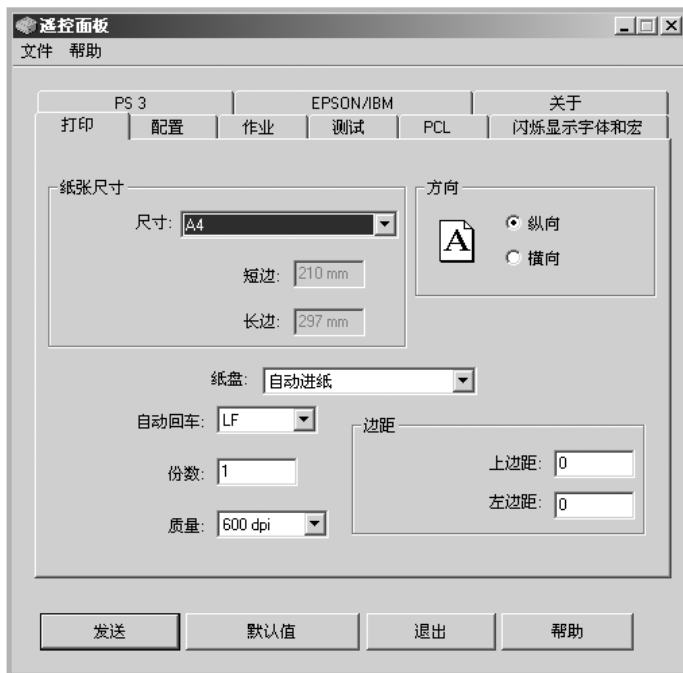 遥控面板
文件 帮助
PS 3 EPSON/IBM 关于
打印 配置 作业 测试 PCL 闪烁显示字体和宏
纸张尺寸
尺寸: A4
短边: 210 mm
长边: 297 mm
方向
A
纵向
横向
纸盘: 自动进纸
自动回车: LF
份数: 1
质量: 600 dpi
边距
上边距: 0
左边距: 0
发送 默认值 退出 帮助